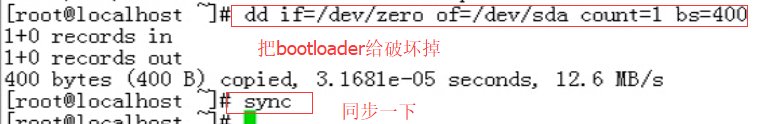 [root@localhost ~]# dd if=/dev/zero of=/dev/sda count=1 bs=400
1+0 records in
把bootloader给破坏掉
1+0 records out
400 bytes (400 B) copied, 3.1681e-05 seconds, 12.6 MB/s
[root@localhost ~]# sync
同步一下
[root@localhost ~]#